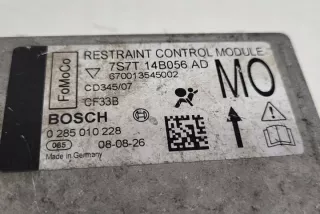 RESTRAINT CONTROL MODULE
FoMoCo
7S7T 14B056 AD
670013545002
CD345/07
CF33B
MO
BOSCH
0 285 010 228
065 08-08-26
Made in Germany